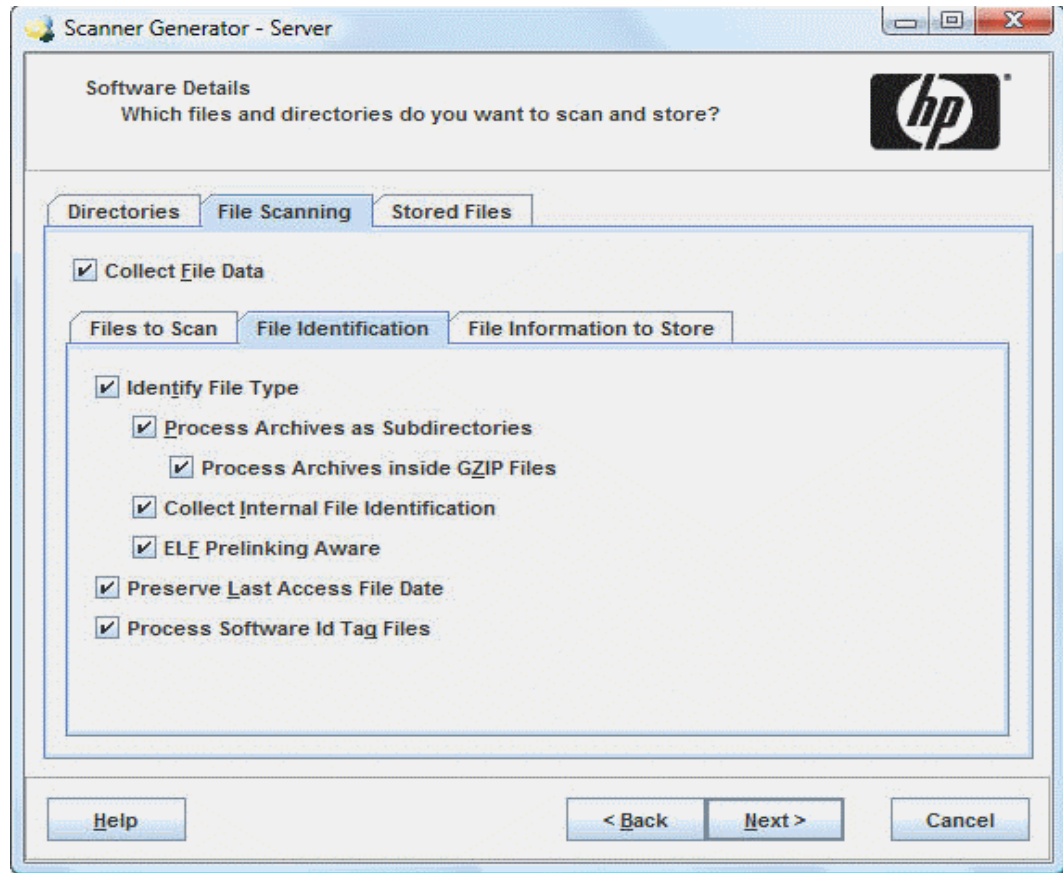 Scanner Generator - Server
Software Details
Which files and directories do you want to scan and store?
hp
Directories File Scanning Stored Files
Collect File Data
Files to Scan File Identification File Information to Store
Identify File Type
Process Archives as Subdirectories
Process Archives inside GZIP Files
Collect Internal File Identification
ELF Prelinking Aware
Preserve Last Access File Date
Process Software Id Tag Files
Help < Back Next > Cancel